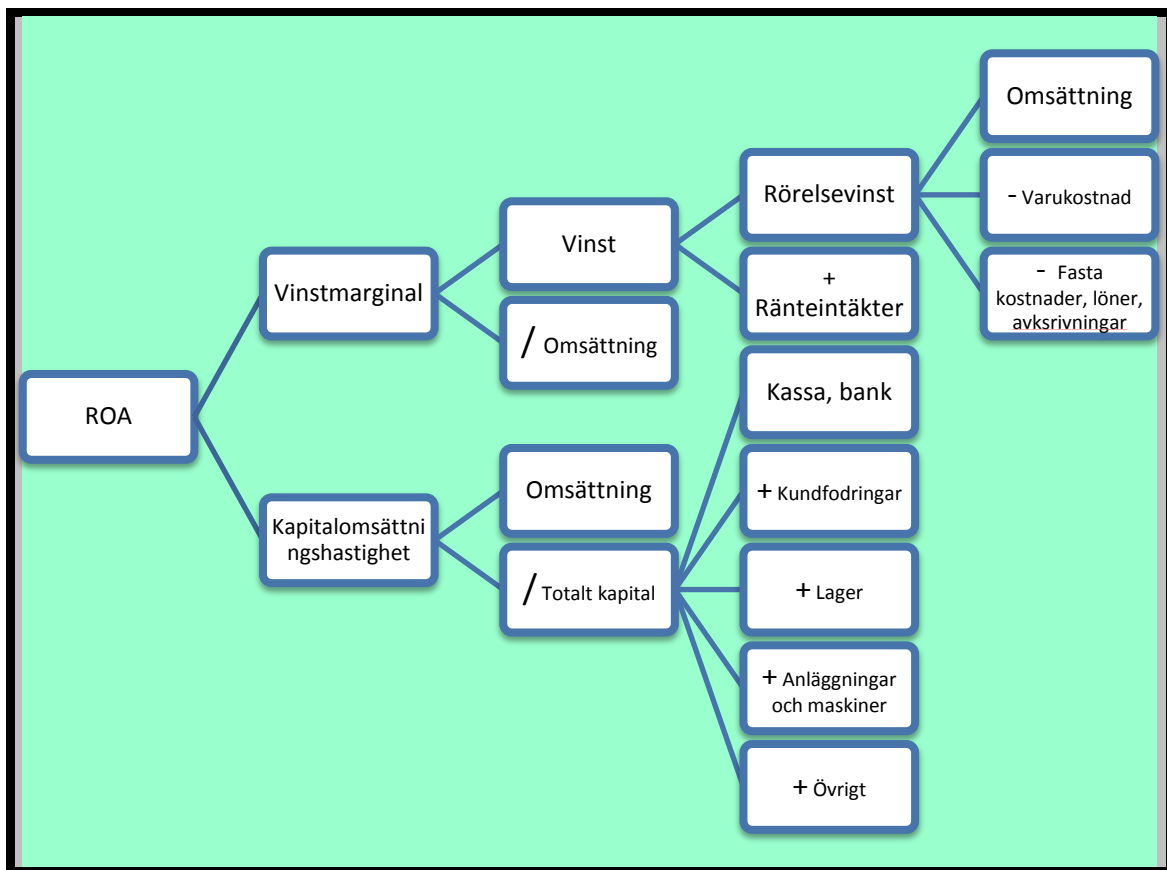 Omsättning
Rörelsevinst
- Varukostnad
Vinst
- Fasta
kostnader, löner,
avksrivningar
Vinstmarginal
+
Ränteintäkter
/ Omsättning
ROA
Kassa, bank
Omsättning
+ Kundfodringar
Kapitalomsättni
ngshastighet
/ Totalt kapital
+ Lager
+ Anläggningar
och maskiner
+ Övrigt